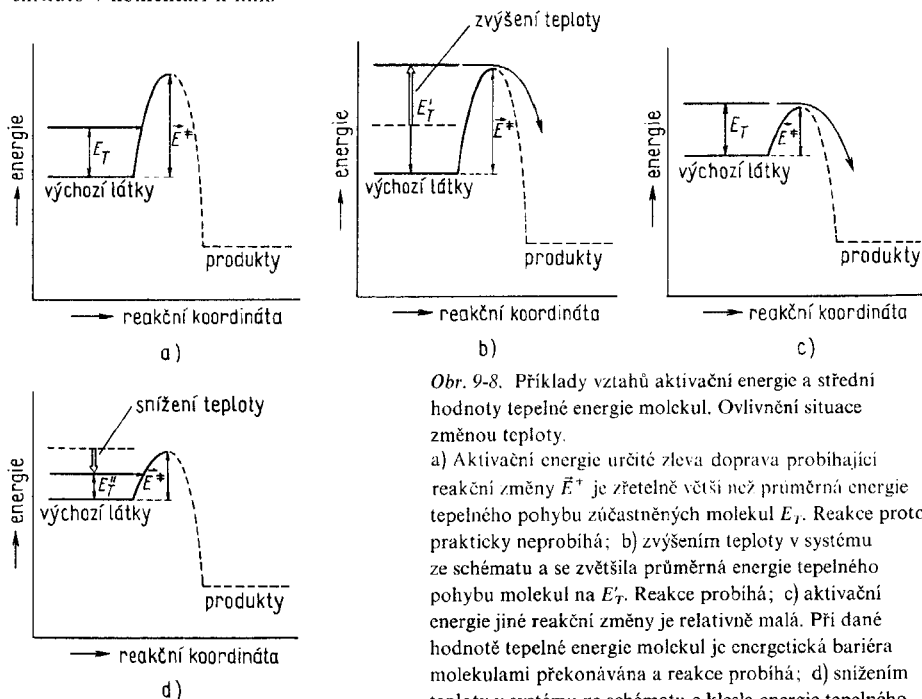 zvýšení teploty
energie
E_T
E⃗^‡
výchozí látky
produkty
reakční koordináta
a)
energie
E'_T
E⃗^‡
výchozí látky
produkty
reakční koordináta
b)
energie
E_T
E⃗^‡
výchozí látky
produkty
reakční koordináta
c)
snížení teploty
energie
E''_T
E⃗^‡
výchozí látky
produkty
reakční koordináta
d)
Obr. 9-8. Příklady vztahů aktivační energie a střední
hodnoty tepelné energie molekul. Ovlivnění situace
změnou teploty.
a) Aktivační energie určité zleva doprava probíhající
reakční změny E⃗^+ je zřetelně větší než průměrná energie
tepelného pohybu zúčastněných molekul E_T. Reakce proto
prakticky neprobíhá; b) zvýšením teploty v systému
ze schématu a se zvětšila průměrná energie tepelného
pohybu molekul na E'_T. Reakce probíhá; c) aktivační
energie jiné reakční změny je relativně malá. Při dané
hodnotě tepelné energie molekul je energetická bariéra
molekulami překonávána a reakce probíhá; d) snížením